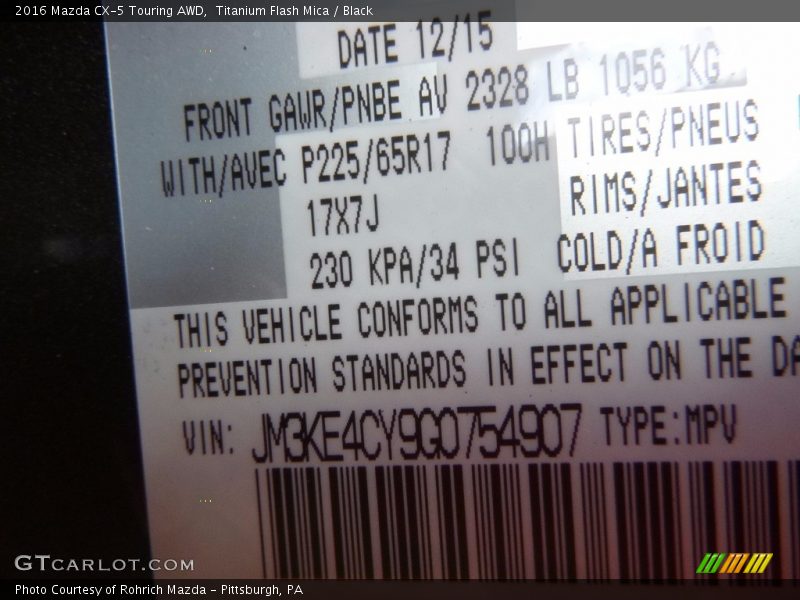 2016 Mazda CX-5 Touring AWD,  Titanium Flash Mica / Black
DATE 12/15
FRONT GAWR/PNBE AV 2328 LB 1056 KG
WITH/AVEC P225/65R17 100H TIRES/PNEUS
17X7J RIMS/JANTES
230 KPA/34 PSI COLD/A FROID
THIS VEHICLE CONFORMS TO ALL APPLICABLE
PREVENTION STANDARDS IN EFFECT ON THE DA
VIN: JM3KE4CY9G0754907 TYPE:MPV
GTCARLOT.COM
Photo Courtesy of Rohrich Mazda - Pittsburgh, PA